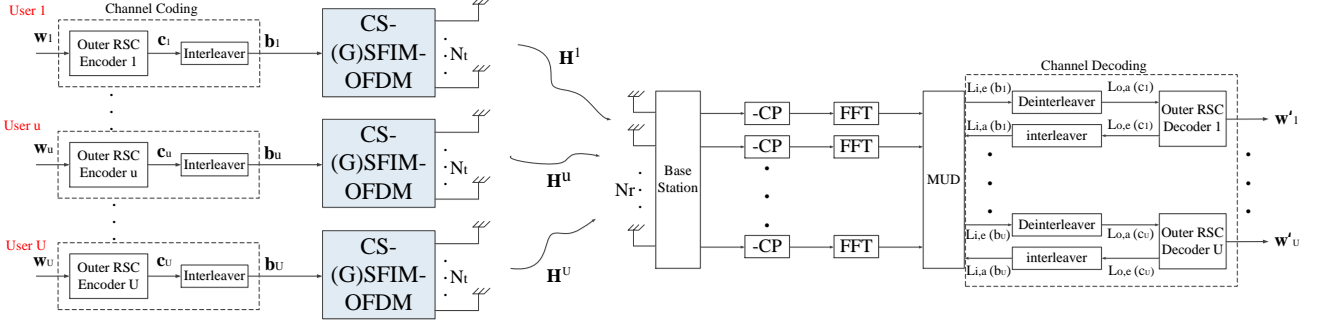 User 1
Channel Coding
w1
Outer RSC
Encoder 1
c1
Interleaver
b1
CS-
(G)SFIM-
OFDM
Nt
H1
User u
wu
Outer RSC
Encoder u
cu
Interleaver
bu
CS-
(G)SFIM-
OFDM
Nt
Hu
User U
wU
Outer RSC
Encoder U
cU
Interleaver
bU
CS-
(G)SFIM-
OFDM
Nt
HU
Nr
Base
Station
-CP
FFT
-CP
FFT
-CP
FFT
MUD
Channel Decoding
Li,e (b1)
Deinterleaver
Lo,a (c1)
Li,a (b1)
interleaver
Lo,e (c1)
Outer RSC
Decoder 1
w'1
Li,e (bU)
Deinterleaver
Lo,a (cU)
Li,a (bU)
interleaver
Lo,e (cU)
Outer RSC
Decoder U
w'U